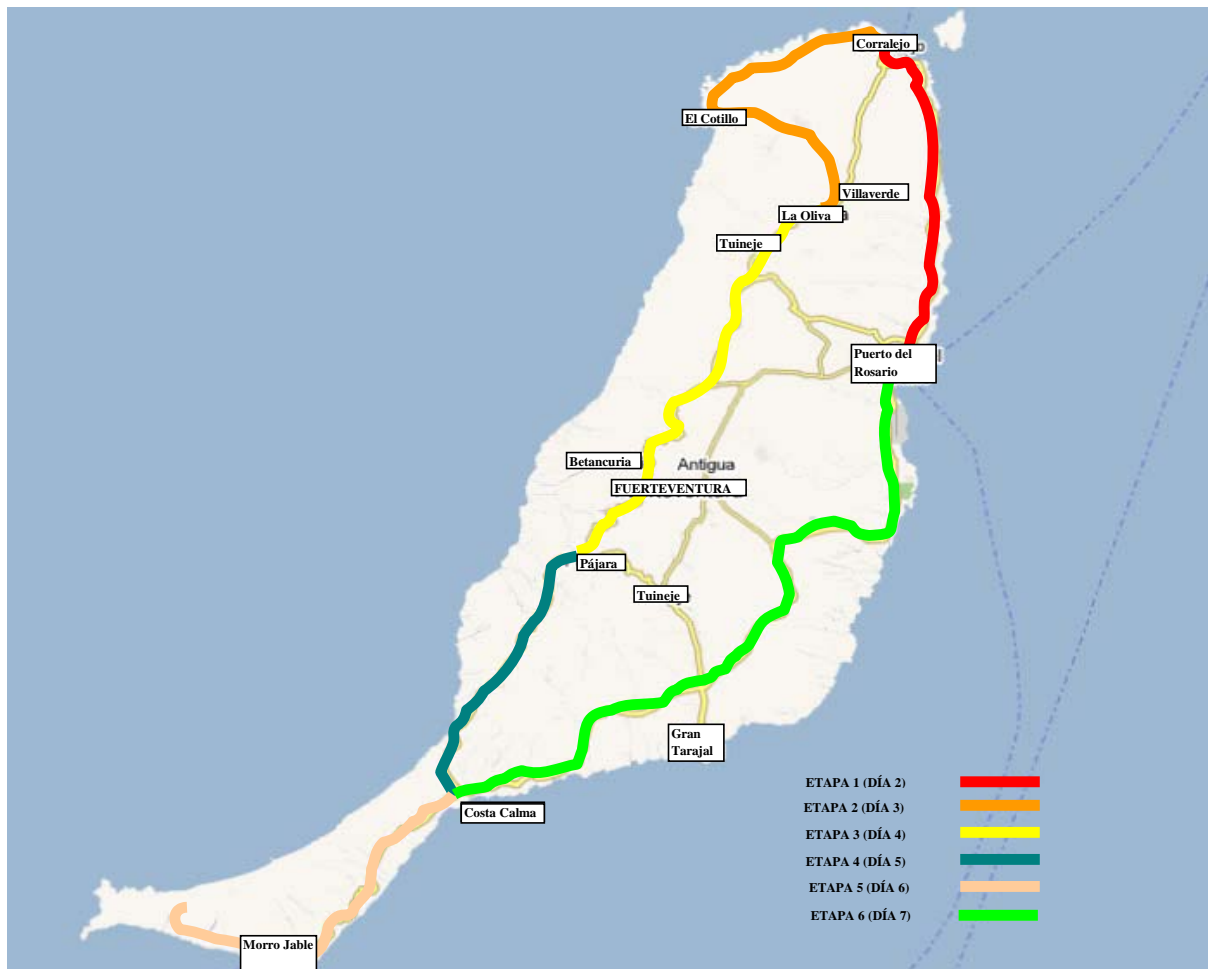 Corralejo
El Cotillo
Villaverde
La Oliva
Tuineje
Puerto del
Rosario
Betancuria
Antigua
FUERTEVENTURA
Pájara
Tuineje
Gran
Tarajal
Costa Calma
Morro Jable
ETAPA 1 (DÍA 2)
ETAPA 2 (DÍA 3)
ETAPA 3 (DÍA 4)
ETAPA 4 (DÍA 5)
ETAPA 5 (DÍA 6)
ETAPA 6 (DÍA 7)